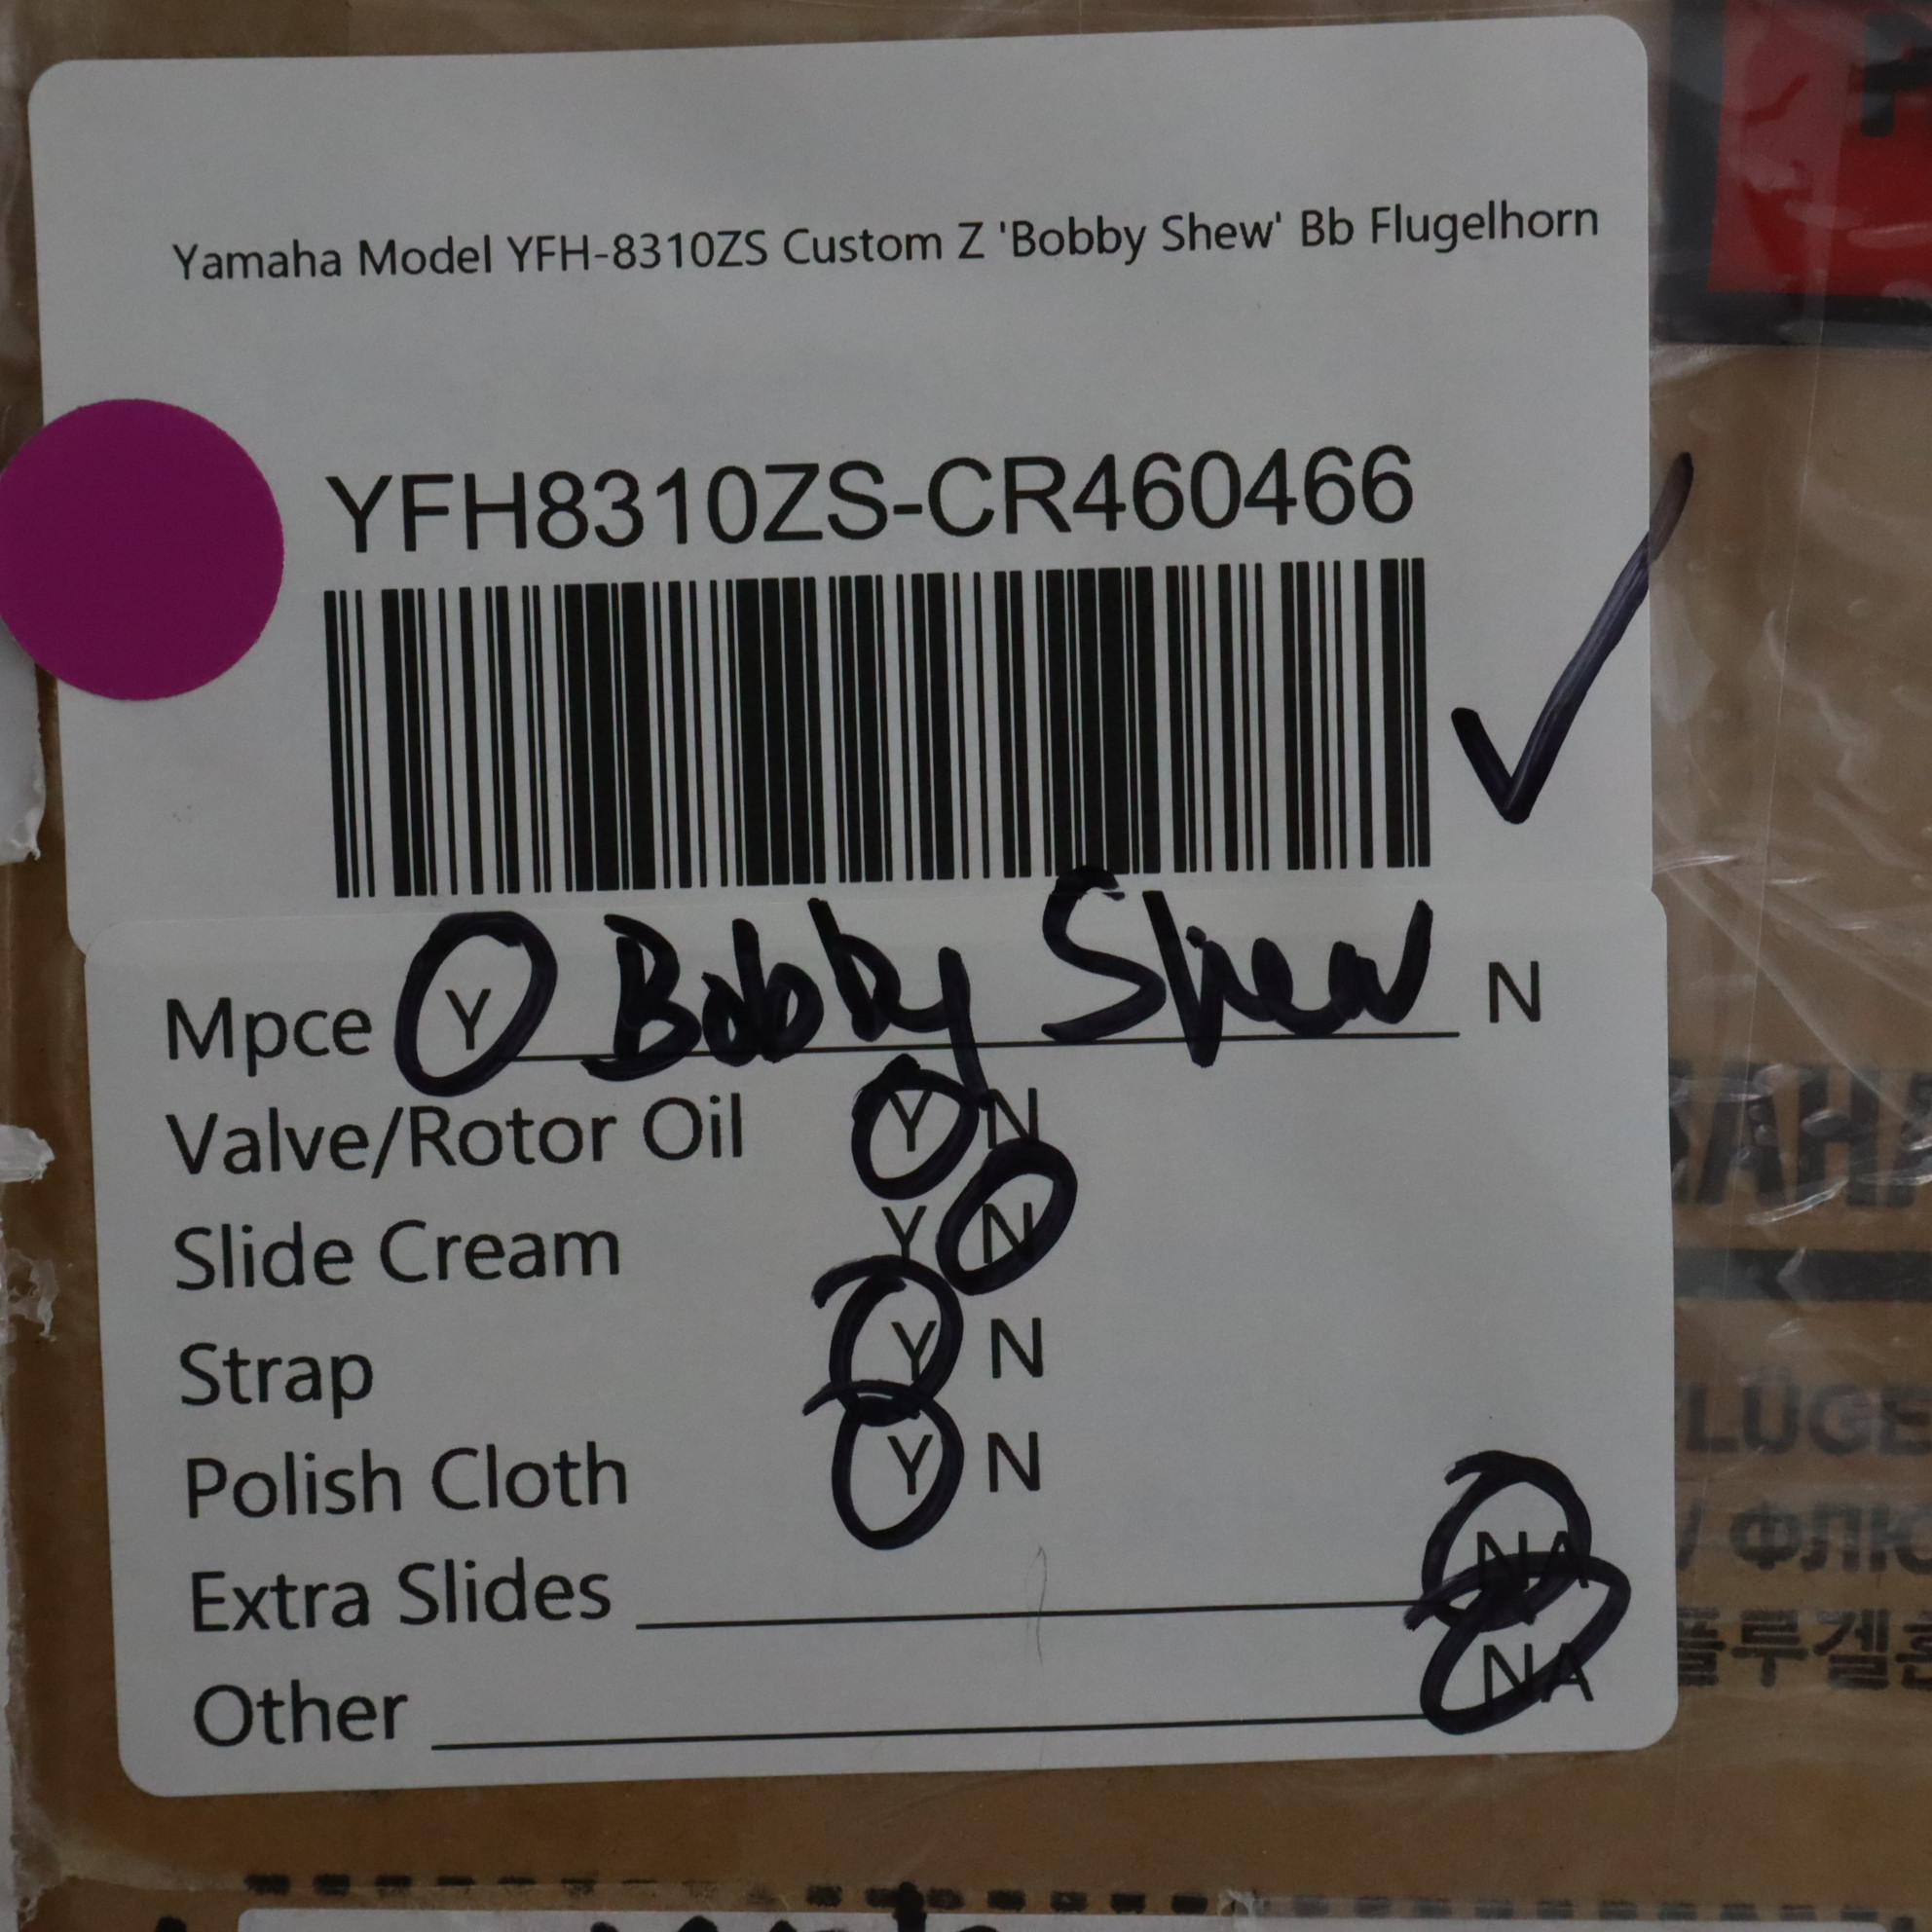 Yamaha Model YFH-8310ZS Custom Z 'Bobby Shew' Bb Flugelhorn
YFH8310ZS-CR460466
Mpce Y Bobby Shew N
Valve/Rotor Oil Y N
Slide Cream Y N
Strap Y N
Polish Cloth Y N
Extra Slides NA
Other NA